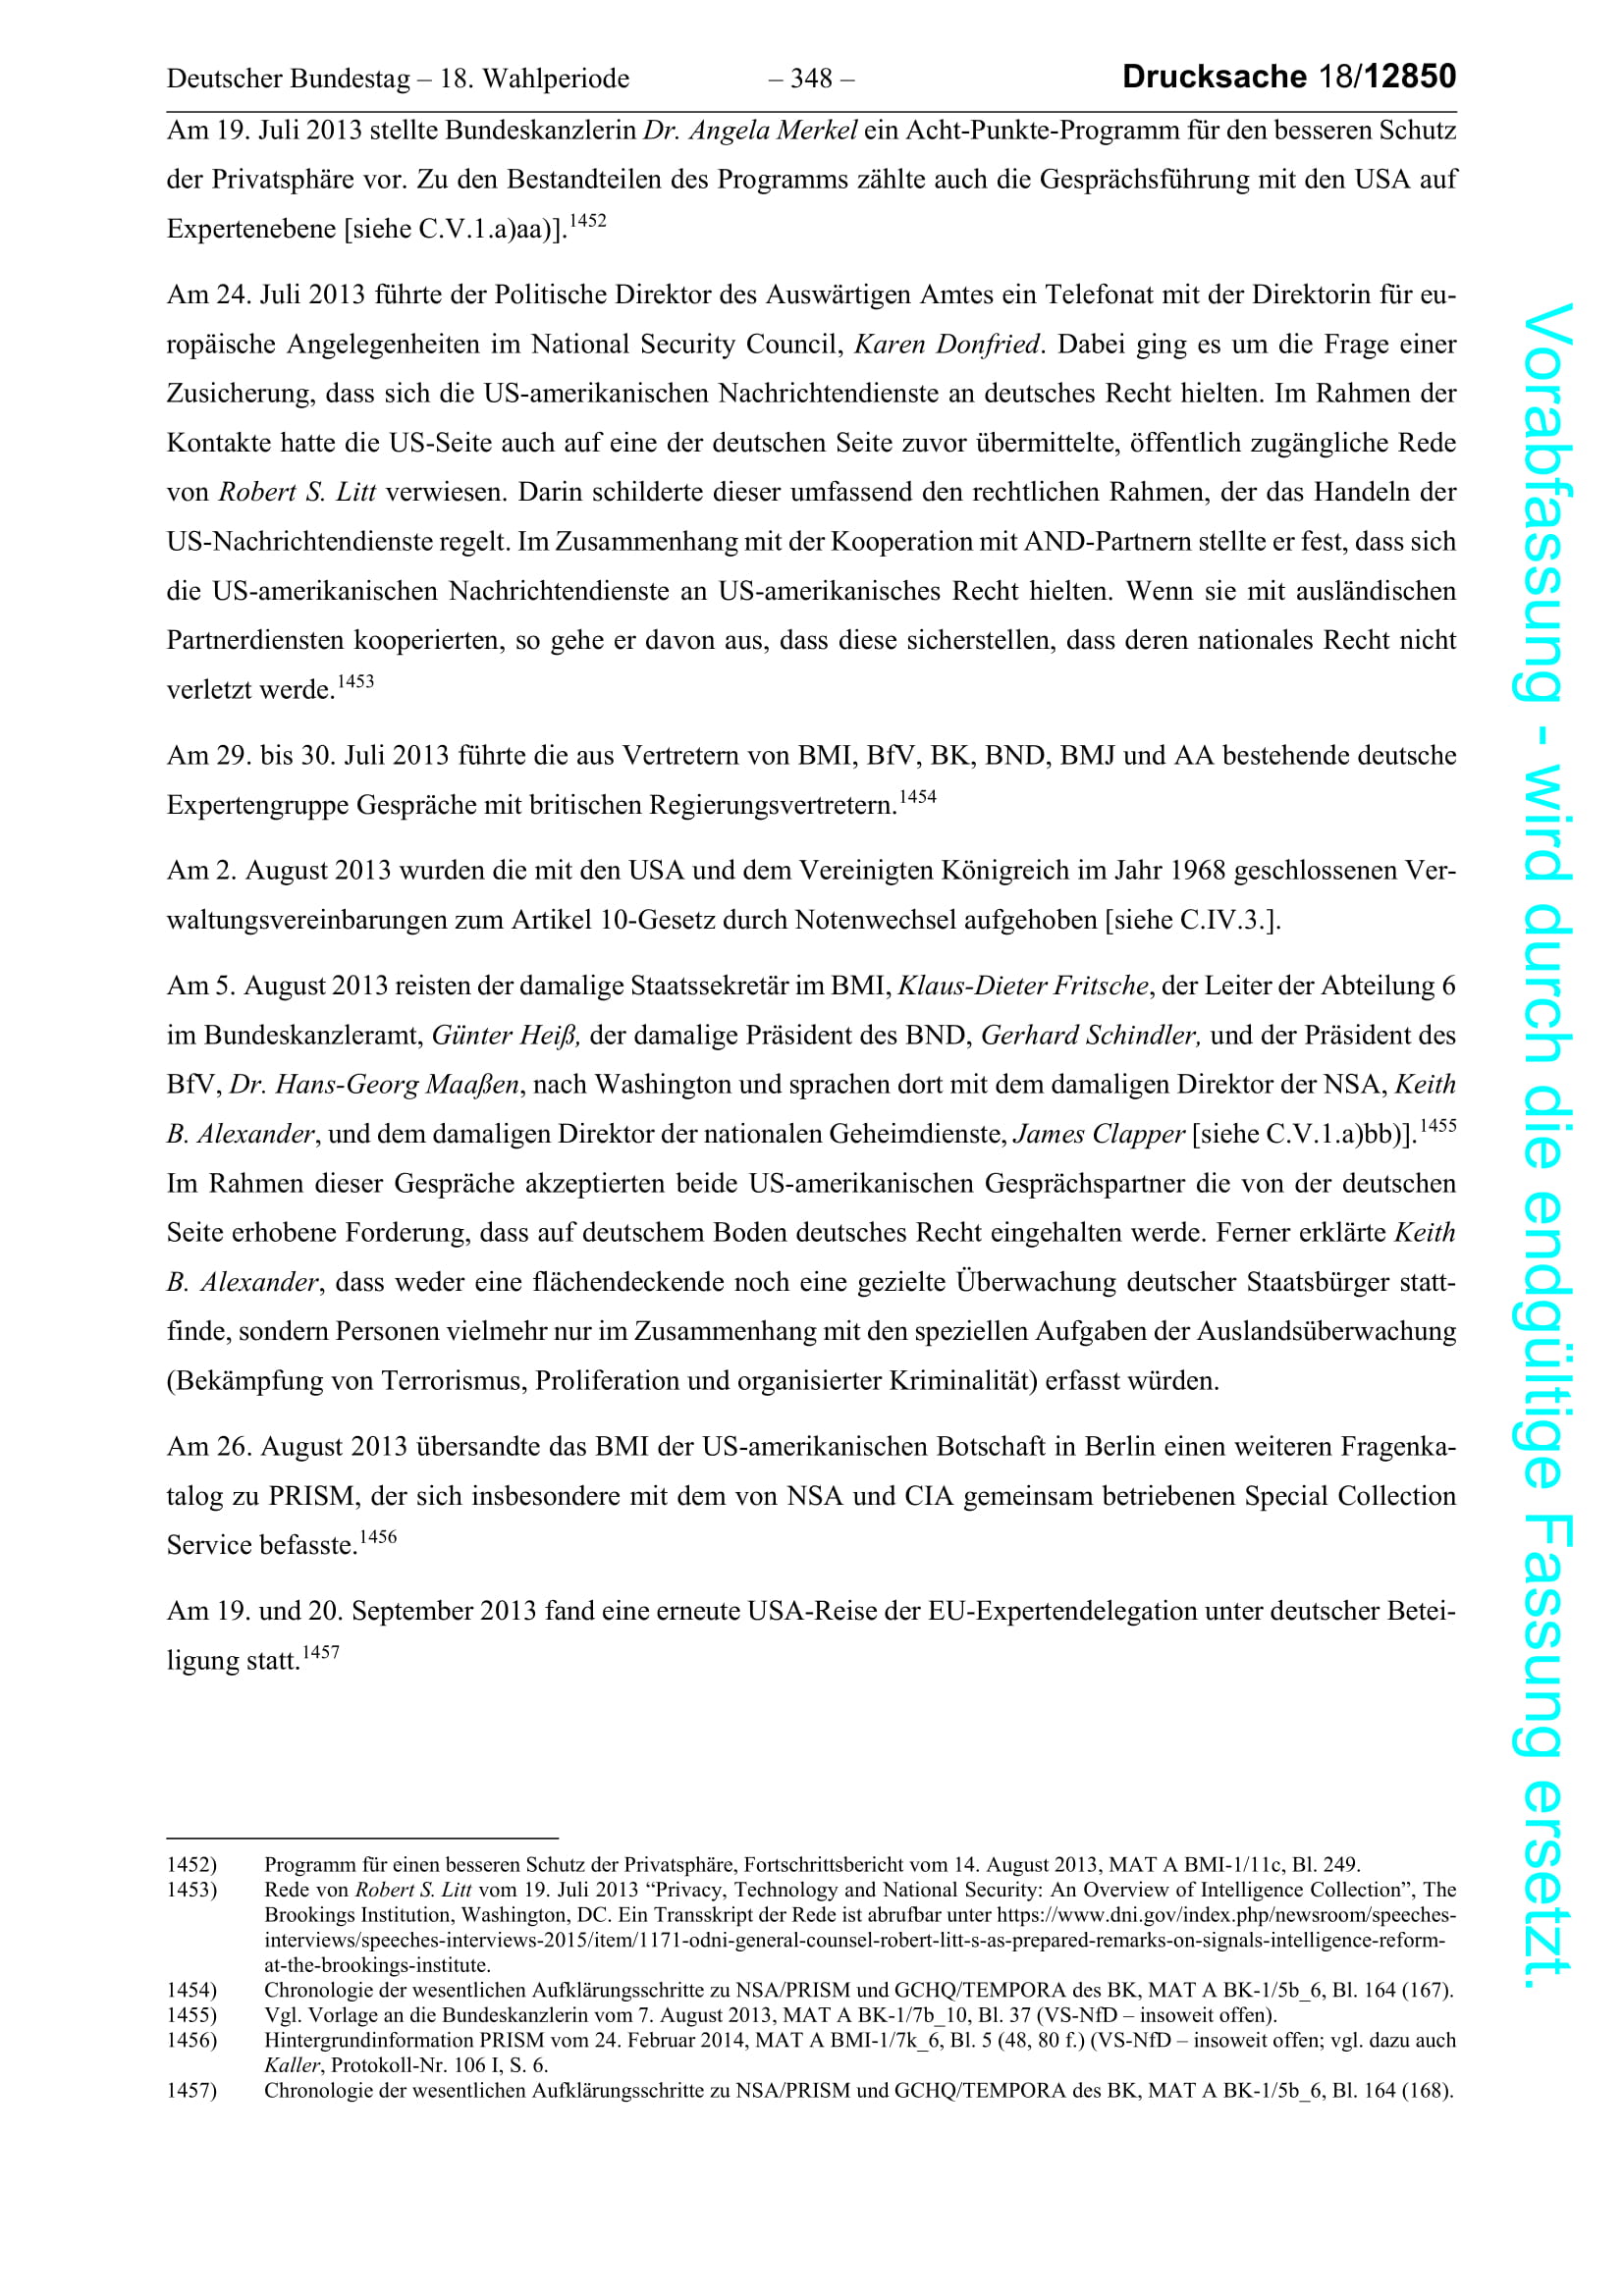 Deutscher Bundestag – 18. Wahlperiode – 348 – Drucksache 18/12850
Am 19. Juli 2013 stellte Bundeskanzlerin Dr. Angela Merkel ein Acht-Punkte-Programm für den besseren Schutz
der Privatsphäre vor. Zu den Bestandteilen des Programms zählte auch die Gesprächsführung mit den USA auf
Expertenebene [siehe C.V.1.a)aa)].1452
Am 24. Juli 2013 führte der Politische Direktor des Auswärtigen Amtes ein Telefonat mit der Direktorin für eu-
ropäische Angelegenheiten im National Security Council, Karen Donfried. Dabei ging es um die Frage einer
Zusicherung, dass sich die US-amerikanischen Nachrichtendienste an deutsches Recht hielten. Im Rahmen der
Kontakte hatte die US-Seite auch auf eine der deutschen Seite zuvor übermittelte, öffentlich zugängliche Rede
von Robert S. Litt verwiesen. Darin schilderte dieser umfassend den rechtlichen Rahmen, der das Handeln der
US-Nachrichtendienste regelt. Im Zusammenhang mit der Kooperation mit AND-Partnern stellte er fest, dass sich
die US-amerikanischen Nachrichtendienste an US-amerikanisches Recht hielten. Wenn sie mit ausländischen
Partnerdiensten kooperierten, so gehe er davon aus, dass diese sicherstellen, dass deren nationales Recht nicht
verletzt werde.1453
Am 29. bis 30. Juli 2013 führte die aus Vertretern von BMI, BfV, BK, BND, BMJ und AA bestehende deutsche
Expertengruppe Gespräche mit britischen Regierungsvertretern.1454
Am 2. August 2013 wurden die mit den USA und dem Vereinigten Königreich im Jahr 1968 geschlossenen Ver-
waltungsvereinbarungen zum Artikel 10-Gesetz durch Notenwechsel aufgehoben [siehe C.IV.3.].
Am 5. August 2013 reisten der damalige Staatssekretär im BMI, Klaus-Dieter Fritsche, der Leiter der Abteilung 6
im Bundeskanzleramt, Günter Heiß, der damalige Präsident des BND, Gerhard Schindler, und der Präsident des
BfV, Dr. Hans-Georg Maaßen, nach Washington und sprachen dort mit dem damaligen Direktor der NSA, Keith
B. Alexander, und dem damaligen Direktor der nationalen Geheimdienste, James Clapper [siehe C.V.1.a)bb)].1455
Im Rahmen dieser Gespräche akzeptierten beide US-amerikanischen Gesprächspartner die von der deutschen
Seite erhobene Forderung, dass auf deutschem Boden deutsches Recht eingehalten werde. Ferner erklärte Keith
B. Alexander, dass weder eine flächendeckende noch eine gezielte Überwachung deutscher Staatsbürger statt-
finde, sondern Personen vielmehr nur im Zusammenhang mit den speziellen Aufgaben der Auslandsüberwachung
(Bekämpfung von Terrorismus, Proliferation und organisierter Kriminalität) erfasst würden.
Am 26. August 2013 übersandte das BMI der US-amerikanischen Botschaft in Berlin einen weiteren Fragenka-
talog zu PRISM, der sich insbesondere mit dem von NSA und CIA gemeinsam betriebenen Special Collection
Service befasste.1456
Am 19. und 20. September 2013 fand eine erneute USA-Reise der EU-Expertendelegation unter deutscher Betei-
ligung statt.1457
1452) Programm für einen besseren Schutz der Privatsphäre, Fortschrittsbericht vom 14. August 2013, MAT A BMI-1/11c, Bl. 249.
1453) Rede von Robert S. Litt vom 19. Juli 2013 “Privacy, Technology and National Security: An Overview of Intelligence Collection”, The
Brookings Institution, Washington, DC. Ein Transskript der Rede ist abrufbar unter https://www.dni.gov/index.php/newsroom/speeches-
interviews/speeches-interviews-2015/item/1171-odni-general-counsel-robert-litt-s-as-prepared-remarks-on-signals-intelligence-reform-
at-the-brookings-institute.
1454) Chronologie der wesentlichen Aufklärungsschritte zu NSA/PRISM und GCHQ/TEMPORA des BK, MAT A BK-1/5b_6, Bl. 164 (167).
1455) Vgl. Vorlage an die Bundeskanzlerin vom 7. August 2013, MAT A BK-1/7b_10, Bl. 37 (VS-NfD – insoweit offen).
1456) Hintergrundinformation PRISM vom 24. Februar 2014, MAT A BMI-1/7k_6, Bl. 5 (48, 80 f.) (VS-NfD – insoweit offen; vgl. dazu auch
Kaller, Protokoll-Nr. 106 I, S. 6.
1457) Chronologie der wesentlichen Aufklärungsschritte zu NSA/PRISM und GCHQ/TEMPORA des BK, MAT A BK-1/5b_6, Bl. 164 (168).
Vorabfassung - wird durch die endgültige Fassung ersetzt.